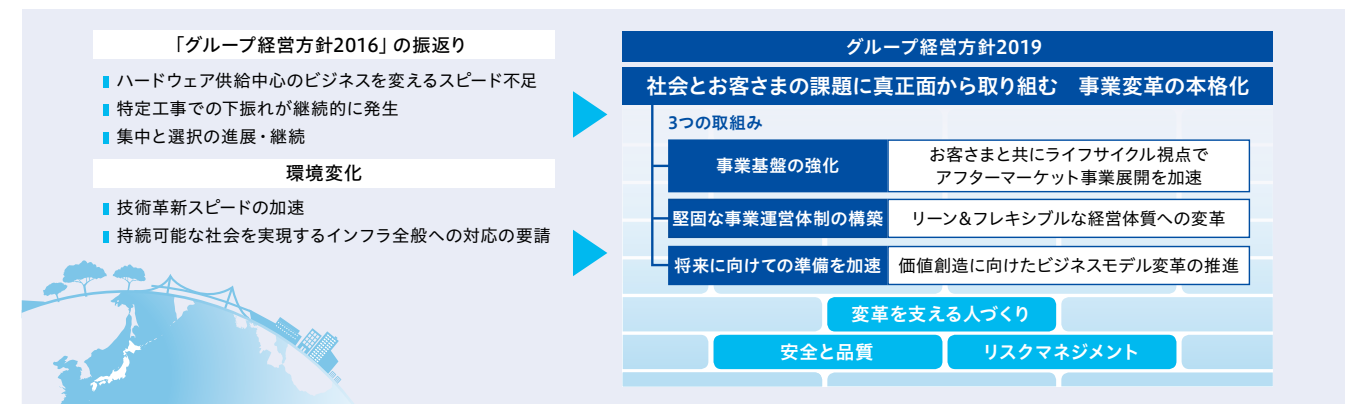 「グループ経営方針2016」の振返り
ハードウェア供給中心のビジネスを変えるスピード不足
特定工事での下振れが継続的に発生
集中と選択の進展・継続
環境変化
技術革新スピードの加速
持続可能な社会を実現するインフラ全般への対応の要請
グループ経営方針2019
社会とお客さまの課題に真正面から取り組む　事業変革の本格化
3つの取組み
事業基盤の強化
お客さまと共にライフサイクル視点で
アフターマーケット事業展開を加速
堅固な事業運営体制の構築
リーン＆フレキシブルな経営体質への変革
将来に向けての準備を加速
価値創造に向けたビジネスモデル変革の推進
変革を支える人づくり
安全と品質
リスクマネジメント